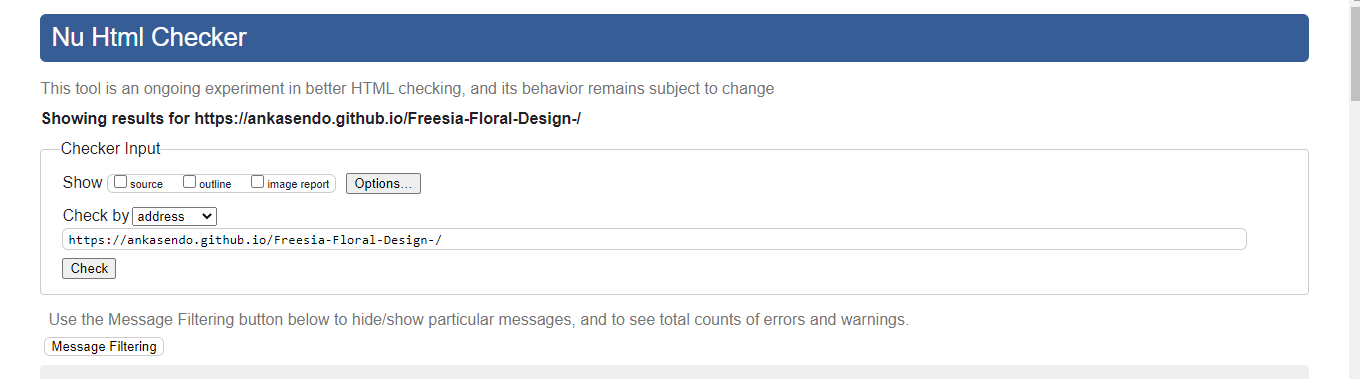 Nu Html Checker
This tool is an ongoing experiment in better HTML checking, and its behavior remains subject to change
Showing results for https://ankasendo.github.io/Freesia-Floral-Design-/
Checker Input
Show source outline image report Options...
Check by address
https://ankasendo.github.io/Freesia-Floral-Design-/
Check
Use the Message Filtering button below to hide/show particular messages, and to see total counts of errors and warnings.
Message Filtering